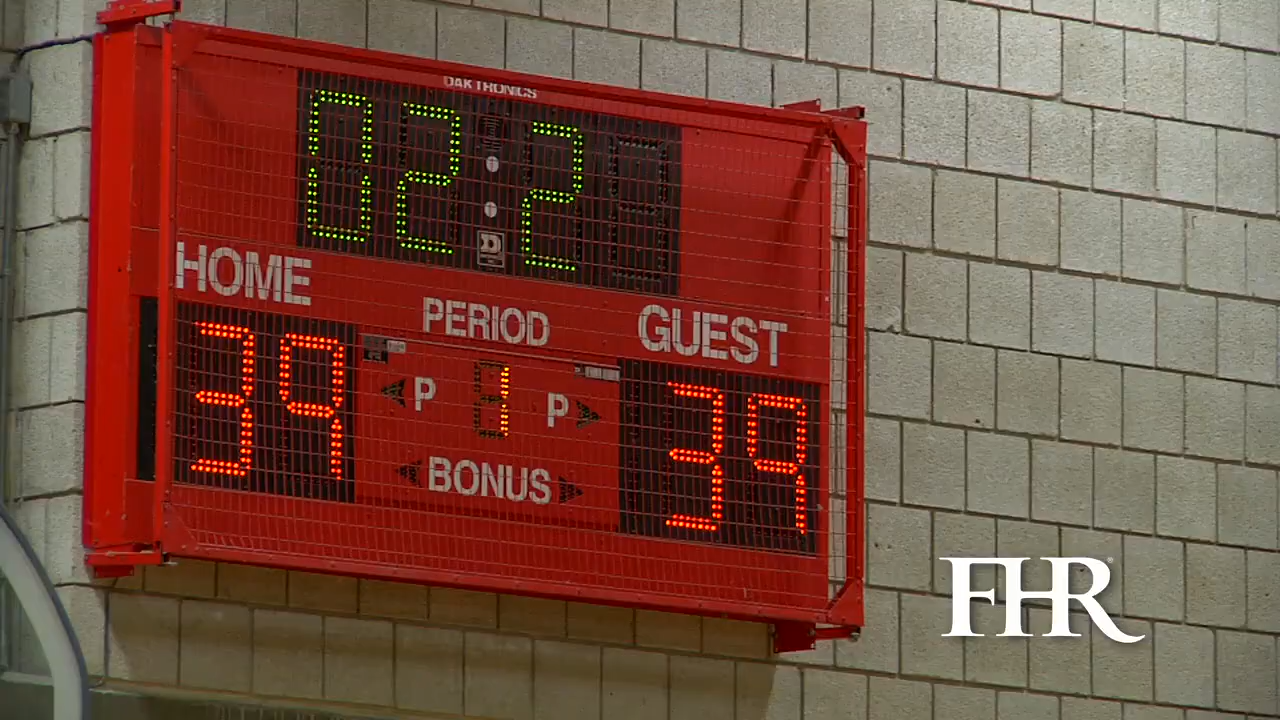 DAKTRONICS
02:2
HOME
PERIOD
GUEST
39
P
P
39
BONUS
FHR